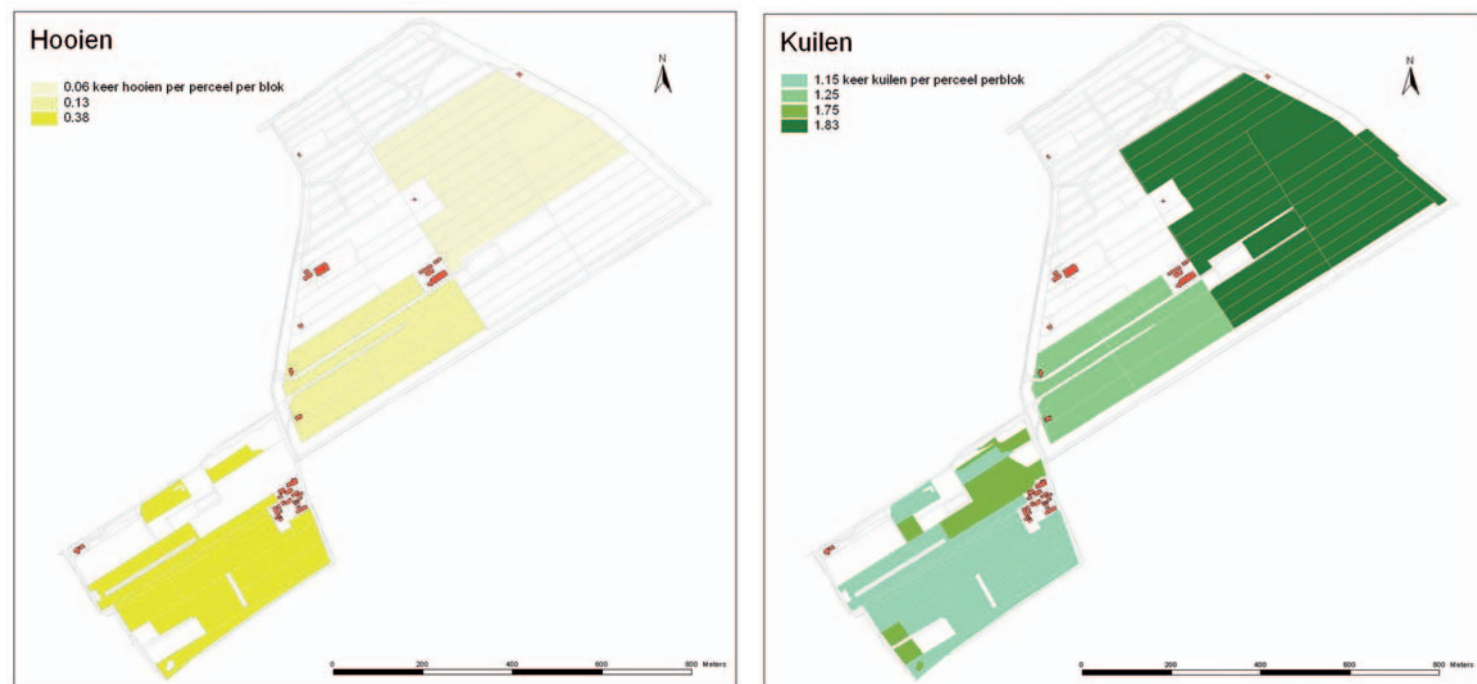 Hooien
N
0.06 keer hooien per perceel per blok
0.13
0.38
0 200 400 600 800 Meters
Kuilen
N
1.15 keer kuilen per perceel perblok
1.25
1.75
1.83
0 200 400 600 800 Meters